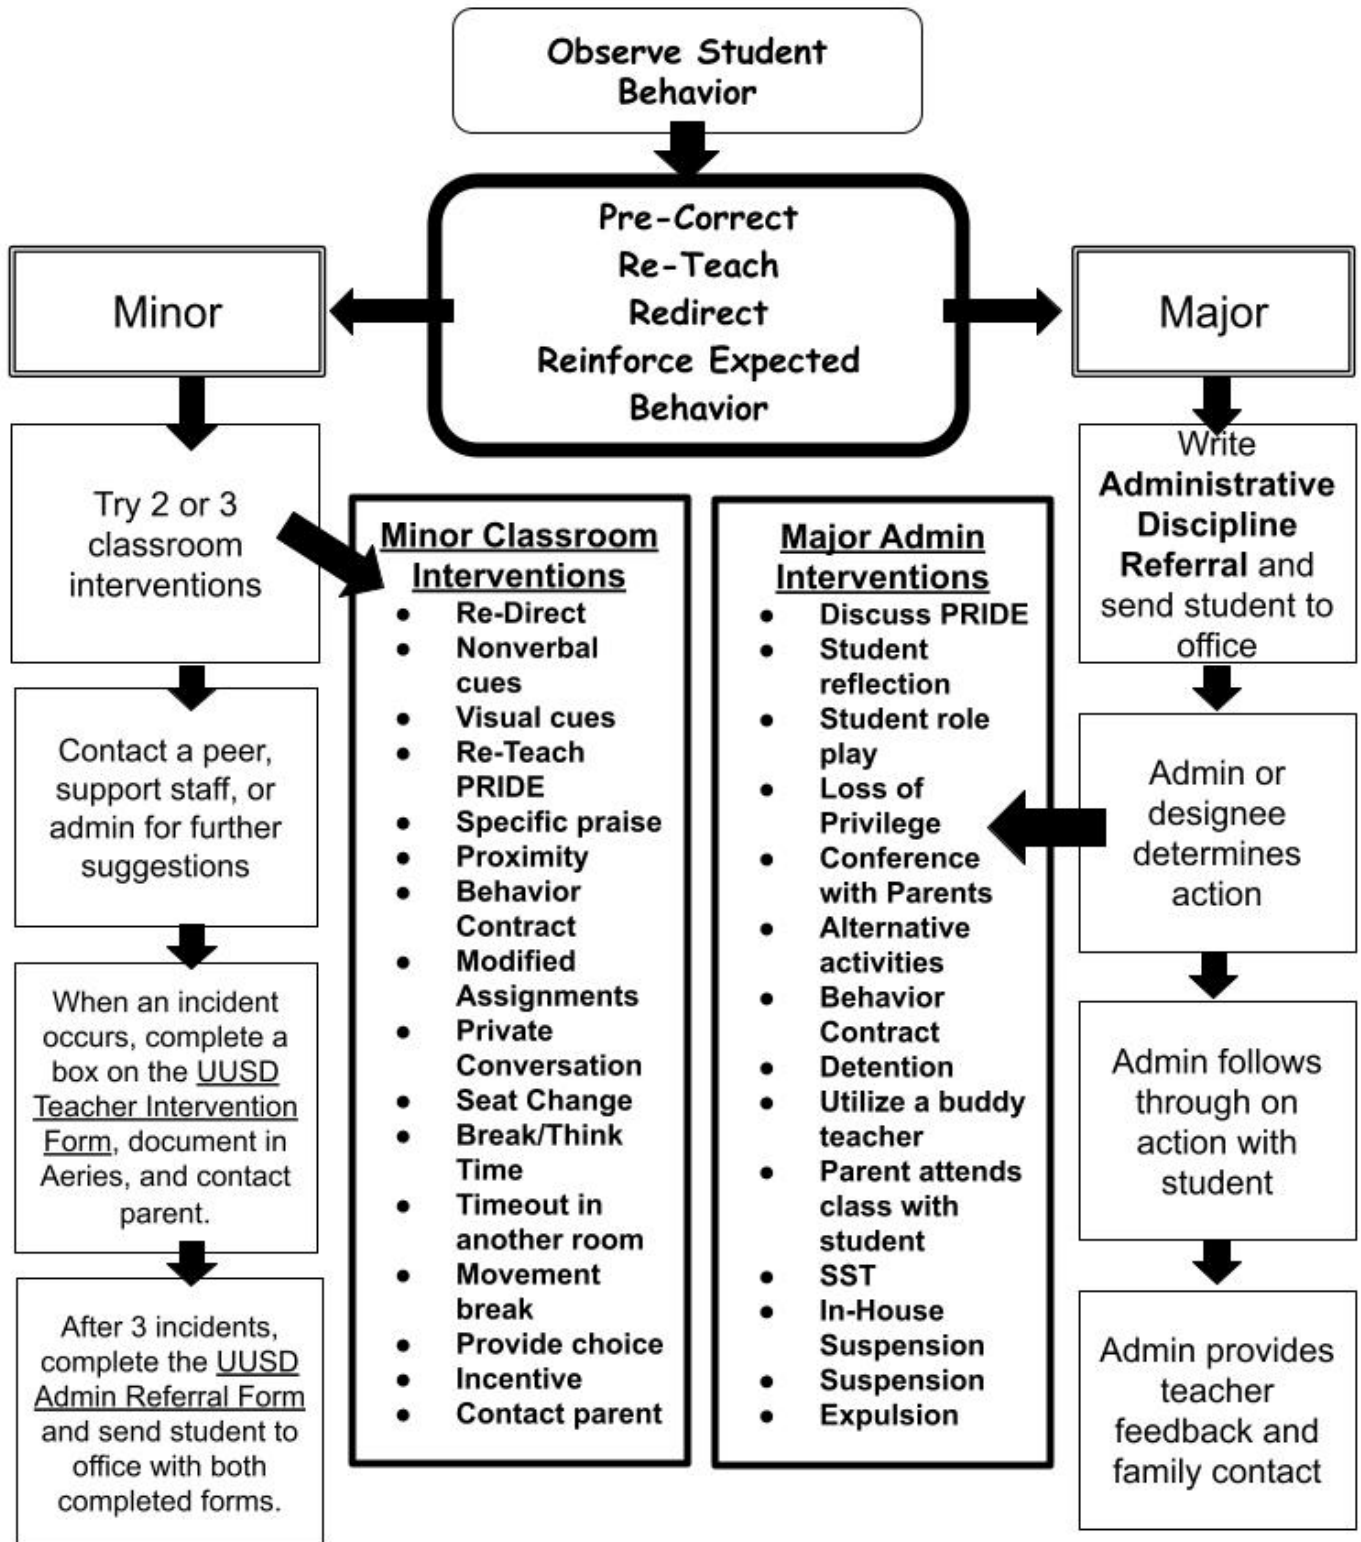 Observe Student
Behavior
Pre-Correct
Re-Teach
Redirect
Reinforce Expected
Behavior
Minor
Try 2 or 3
classroom
interventions
Contact a peer,
support staff, or
admin for further
suggestions
When an incident
occurs, complete a
box on the UUSD
Teacher Intervention
Form, document in
Aeries, and contact
parent.
After 3 incidents,
complete the UUSD
Admin Referral Form
and send student to
office with both
completed forms.
Minor Classroom
Interventions
● Re-Direct
● Nonverbal
cues
● Visual cues
● Re-Teach
PRIDE
● Specific praise
● Proximity
● Behavior
Contract
● Modified
Assignments
● Private
Conversation
● Seat Change
● Break/Think
Time
● Timeout in
another room
● Movement
break
● Provide choice
● Incentive
● Contact parent
Major Admin
Interventions
● Discuss PRIDE
● Student
reflection
● Student role
play
● Loss of
Privilege
● Conference
with Parents
● Alternative
activities
● Behavior
Contract
● Detention
● Utilize a buddy
teacher
● Parent attends
class with
student
● SST
● In-House
Suspension
● Suspension
● Expulsion
Major
Write
Administrative
Discipline
Referral and
send student to
office
Admin or
designee
determines
action
Admin follows
through on
action with
student
Admin provides
teacher
feedback and
family contact